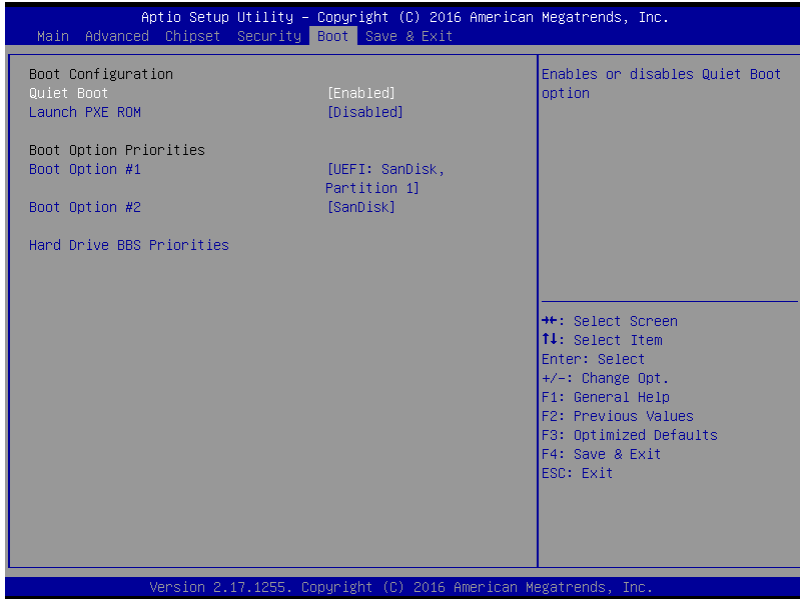 Aptio Setup Utility – Copyright (C) 2016 American Megatrends, Inc.
Main Advanced Chipset Security Boot Save & Exit
Boot Configuration
Quiet Boot [Enabled]
Launch PXE ROM [Disabled]
Boot Option Priorities
Boot Option #1 [UEFI: SanDisk,
Partition 1]
Boot Option #2 [SanDisk]
Hard Drive BBS Priorities
Enables or disables Quiet Boot
option
→←: Select Screen
↑↓: Select Item
Enter: Select
+/-: Change Opt.
F1: General Help
F2: Previous Values
F3: Optimized Defaults
F4: Save & Exit
ESC: Exit
Version 2.17.1255. Copyright (C) 2016 American Megatrends, Inc.